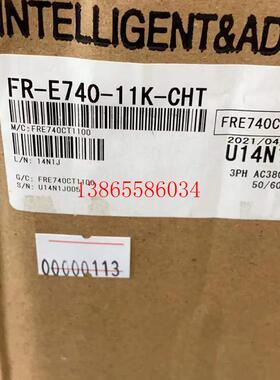 INTELLIGENT&AD
FR-E740-11K-CHT
M/C: FRE740CT1100
FRE740C
L/N: 14N1J
2021/04
U14N1
G/C: FRE740CT1100
3PH AC380
S/N: U14N1J005
50/60
13865586034
00000113